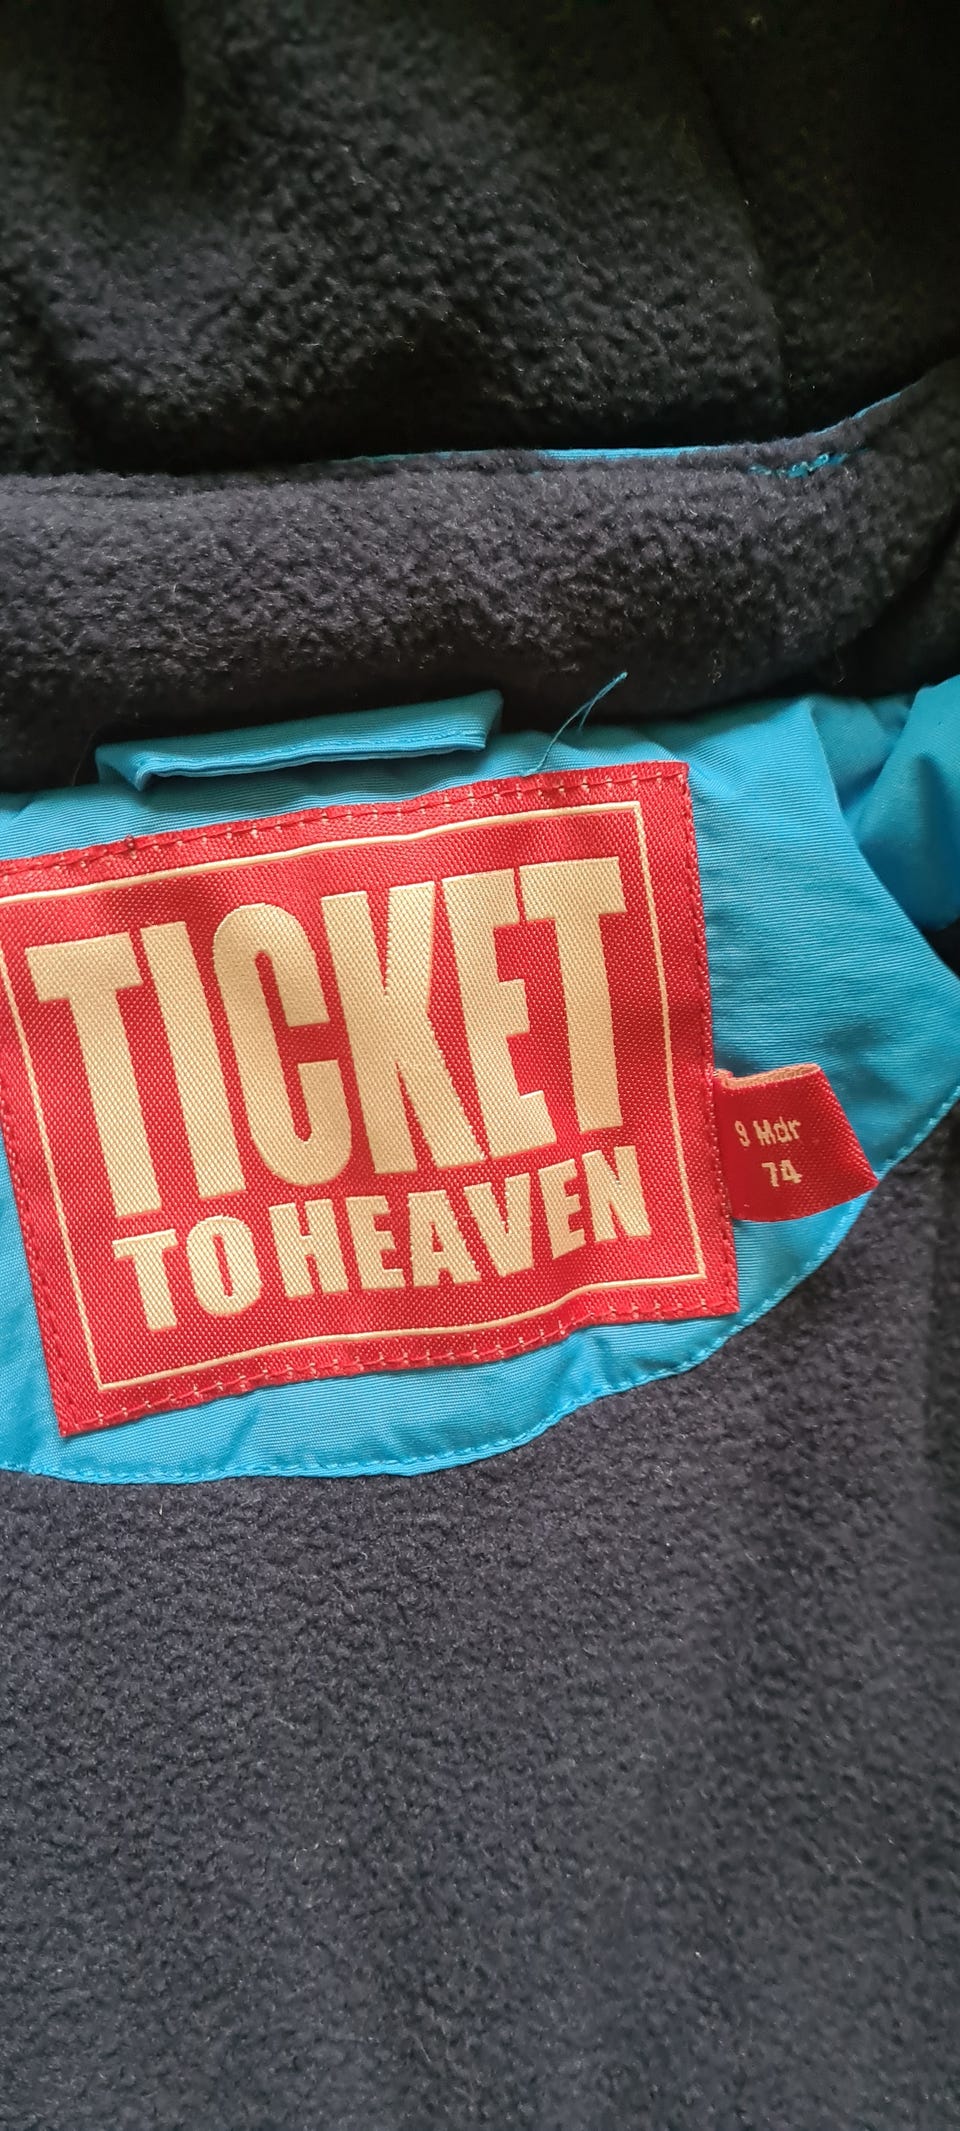 TICKET
TO HEAVEN
9 Mdr
74